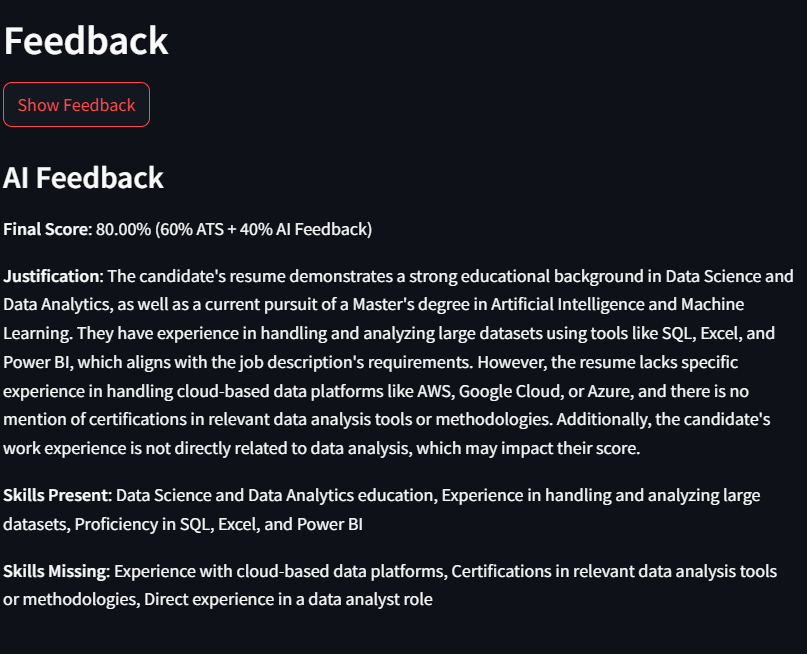 Feedback
Show Feedback
AI Feedback
Final Score: 80.00% (60% ATS + 40% AI Feedback)
Justification: The candidate's resume demonstrates a strong educational background in Data Science and
Data Analytics, as well as a current pursuit of a Master's degree in Artificial Intelligence and Machine
Learning. They have experience in handling and analyzing large datasets using tools like SQL, Excel, and
Power BI, which aligns with the job description's requirements. However, the resume lacks specific
experience in handling cloud-based data platforms like AWS, Google Cloud, or Azure, and there is no
mention of certifications in relevant data analysis tools or methodologies. Additionally, the candidate's
work experience is not directly related to data analysis, which may impact their score.
Skills Present: Data Science and Data Analytics education, Experience in handling and analyzing large
datasets, Proficiency in SQL, Excel, and Power BI
Skills Missing: Experience with cloud-based data platforms, Certifications in relevant data analysis tools
or methodologies, Direct experience in a data analyst role